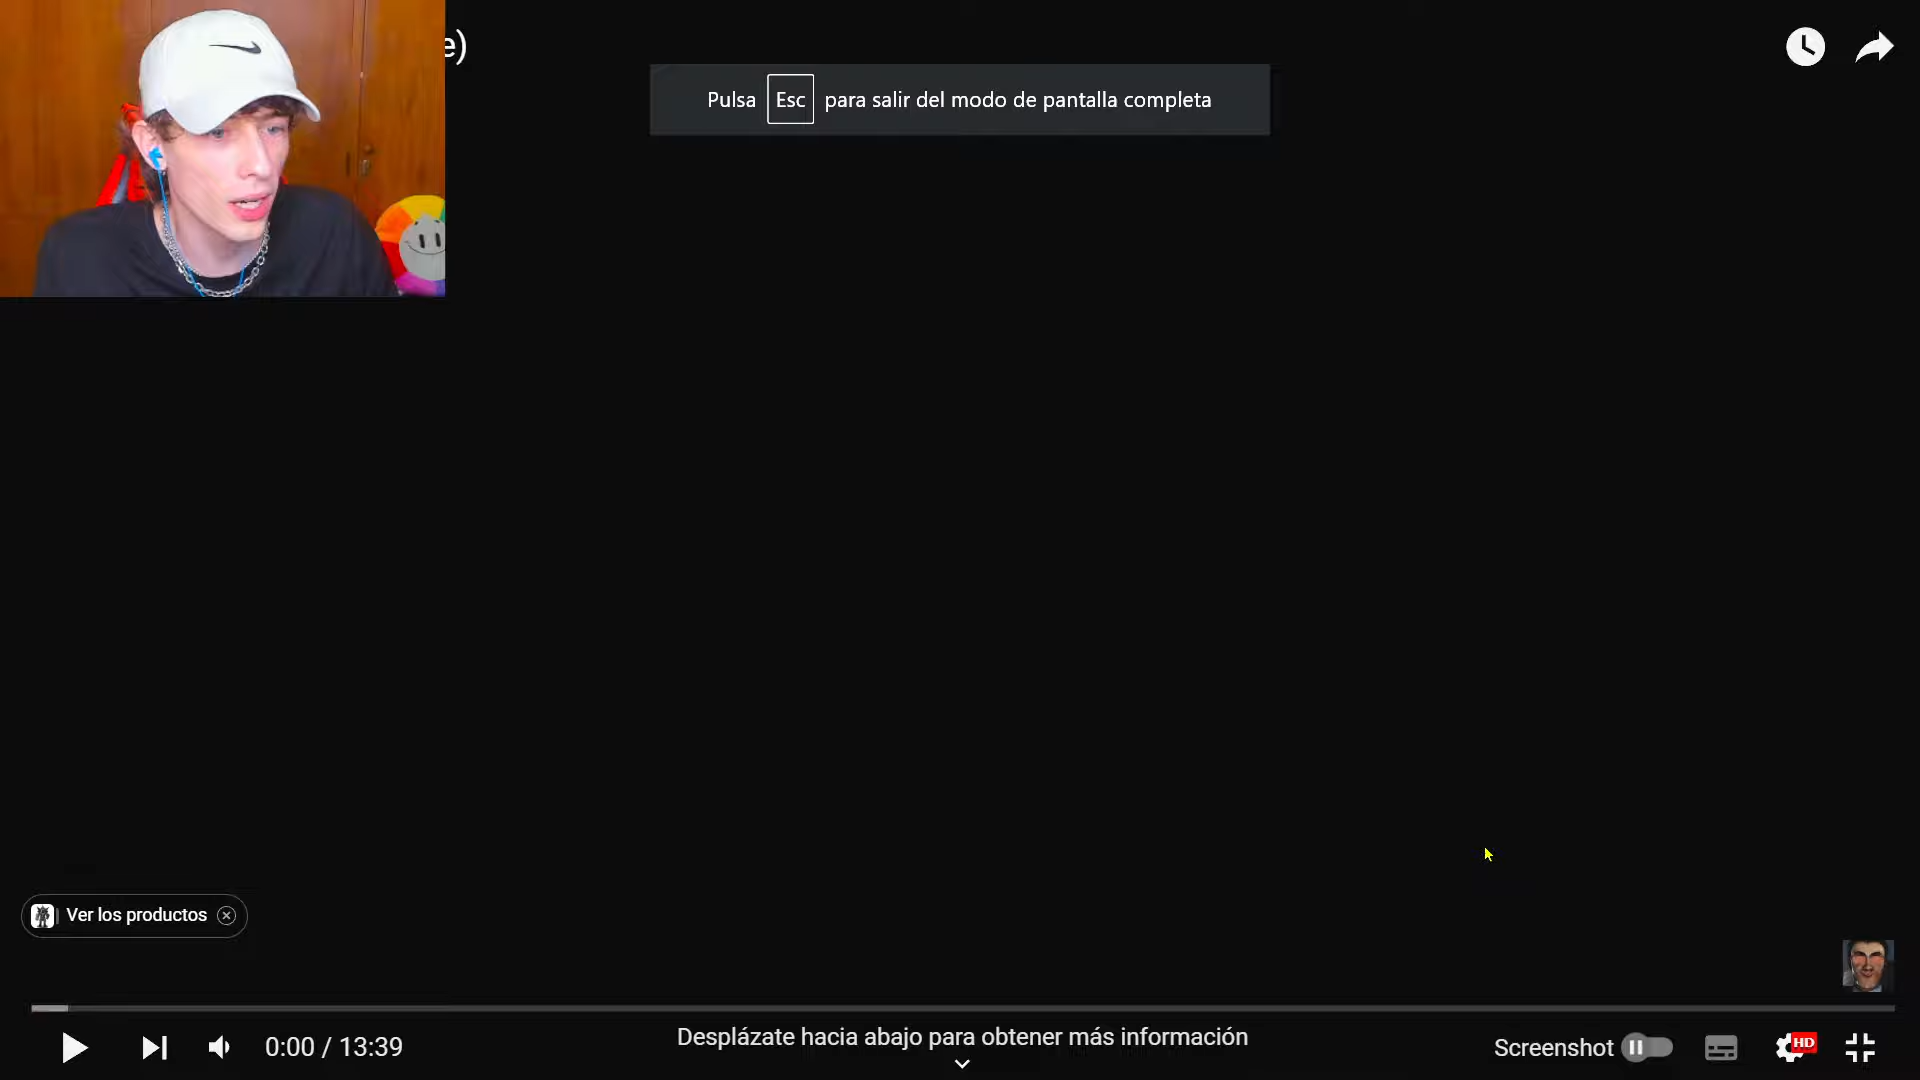 e)
Pulsa Esc para salir del modo de pantalla completa
Ver los productos
0:00 / 13:39
Desplázate hacia abajo para obtener más información
Screenshot
HD